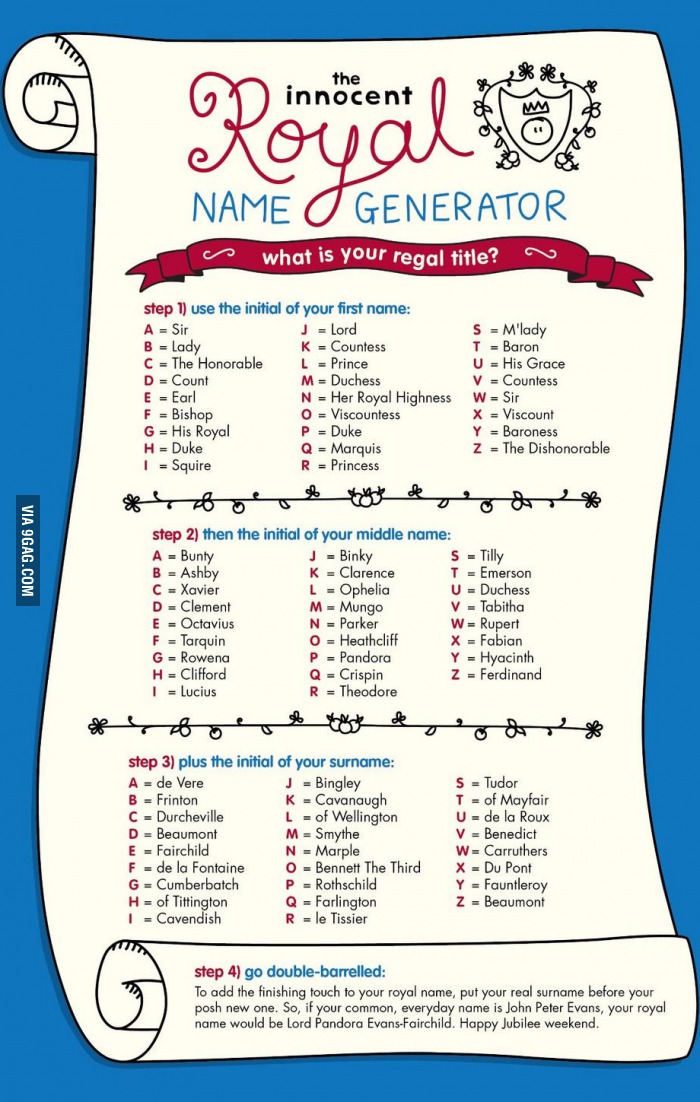 the
innocent
Royal
NAME GENERATOR
what is your regal title?
step 1) use the initial of your first name:
A = Sir
B = Lady
C = The Honorable
D = Count
E = Earl
F = Bishop
G = His Royal
H = Duke
I = Squire
J = Lord
K = Countess
L = Prince
M = Duchess
N = Her Royal Highness
O = Viscountess
P = Duke
Q = Marquis
R = Princess
S = M'lady
T = Baron
U = His Grace
V = Countess
W = Sir
X = Viscount
Y = Baroness
Z = The Dishonorable
step 2) then the initial of your middle name:
A = Bunty
B = Ashby
C = Xavier
D = Clement
E = Octavius
F = Tarquin
G = Rowena
H = Clifford
I = Lucius
J = Binky
K = Clarence
L = Ophelia
M = Mungo
N = Parker
O = Heathcliff
P = Pandora
Q = Crispin
R = Theodore
S = Tilly
T = Emerson
U = Duchess
V = Tabitha
W = Rupert
X = Fabian
Y = Hyacinth
Z = Ferdinand
step 3) plus the initial of your surname:
A = de Vere
B = Frinton
C = Durcheville
D = Beaumont
E = Fairchild
F = de la Fontaine
G = Cumberbatch
H = of Tittington
I = Cavendish
J = Bingley
K = Cavanaugh
L = of Wellington
M = Smythe
N = Marple
O = Bennett The Third
P = Rothschild
Q = Farlington
R = le Tissier
S = Tudor
T = of Mayfair
U = de la Roux
V = Benedict
W= Carruthers
X = Du Pont
Y = Fauntleroy
Z = Beaumont
step 4) go double-barrelled:
To add the finishing touch to your royal name, put your real surname before your
posh new one. So, if your common, everyday name is John Peter Evans, your royal
name would be Lord Pandora Evans-Fairchild. Happy Jubilee weekend.
VIA 9GAG.COM